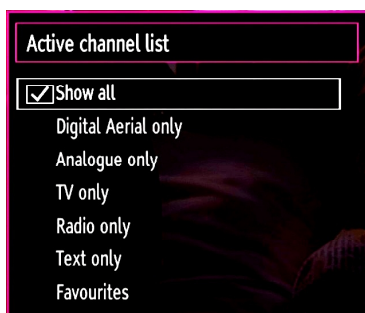 Active channel list
Show all
Digital Aerial only
Analogue only
TV only
Radio only
Text only
Favourites